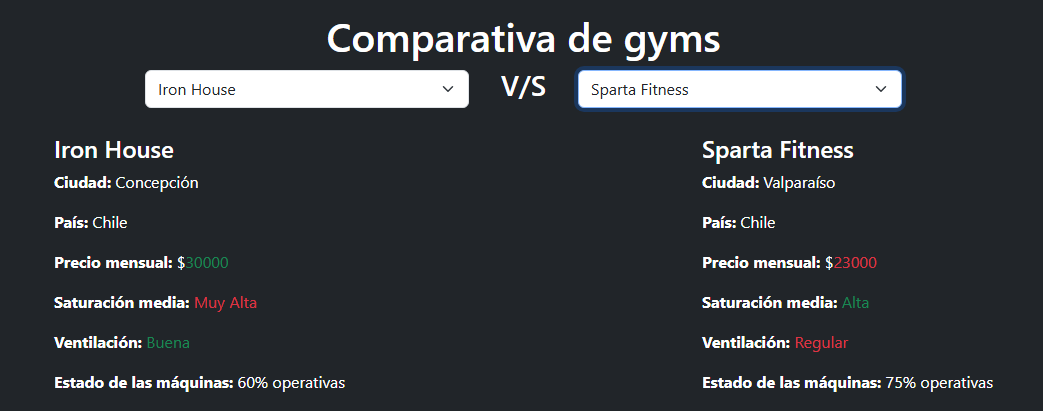 Comparativa de gyms
Iron House
V/S
Sparta Fitness
Iron House
Ciudad: Concepción
País: Chile
Precio mensual: $30000
Saturación media: Muy Alta
Ventilación: Buena
Estado de las máquinas: 60% operativas
Sparta Fitness
Ciudad: Valparaíso
País: Chile
Precio mensual: $23000
Saturación media: Alta
Ventilación: Regular
Estado de las máquinas: 75% operativas